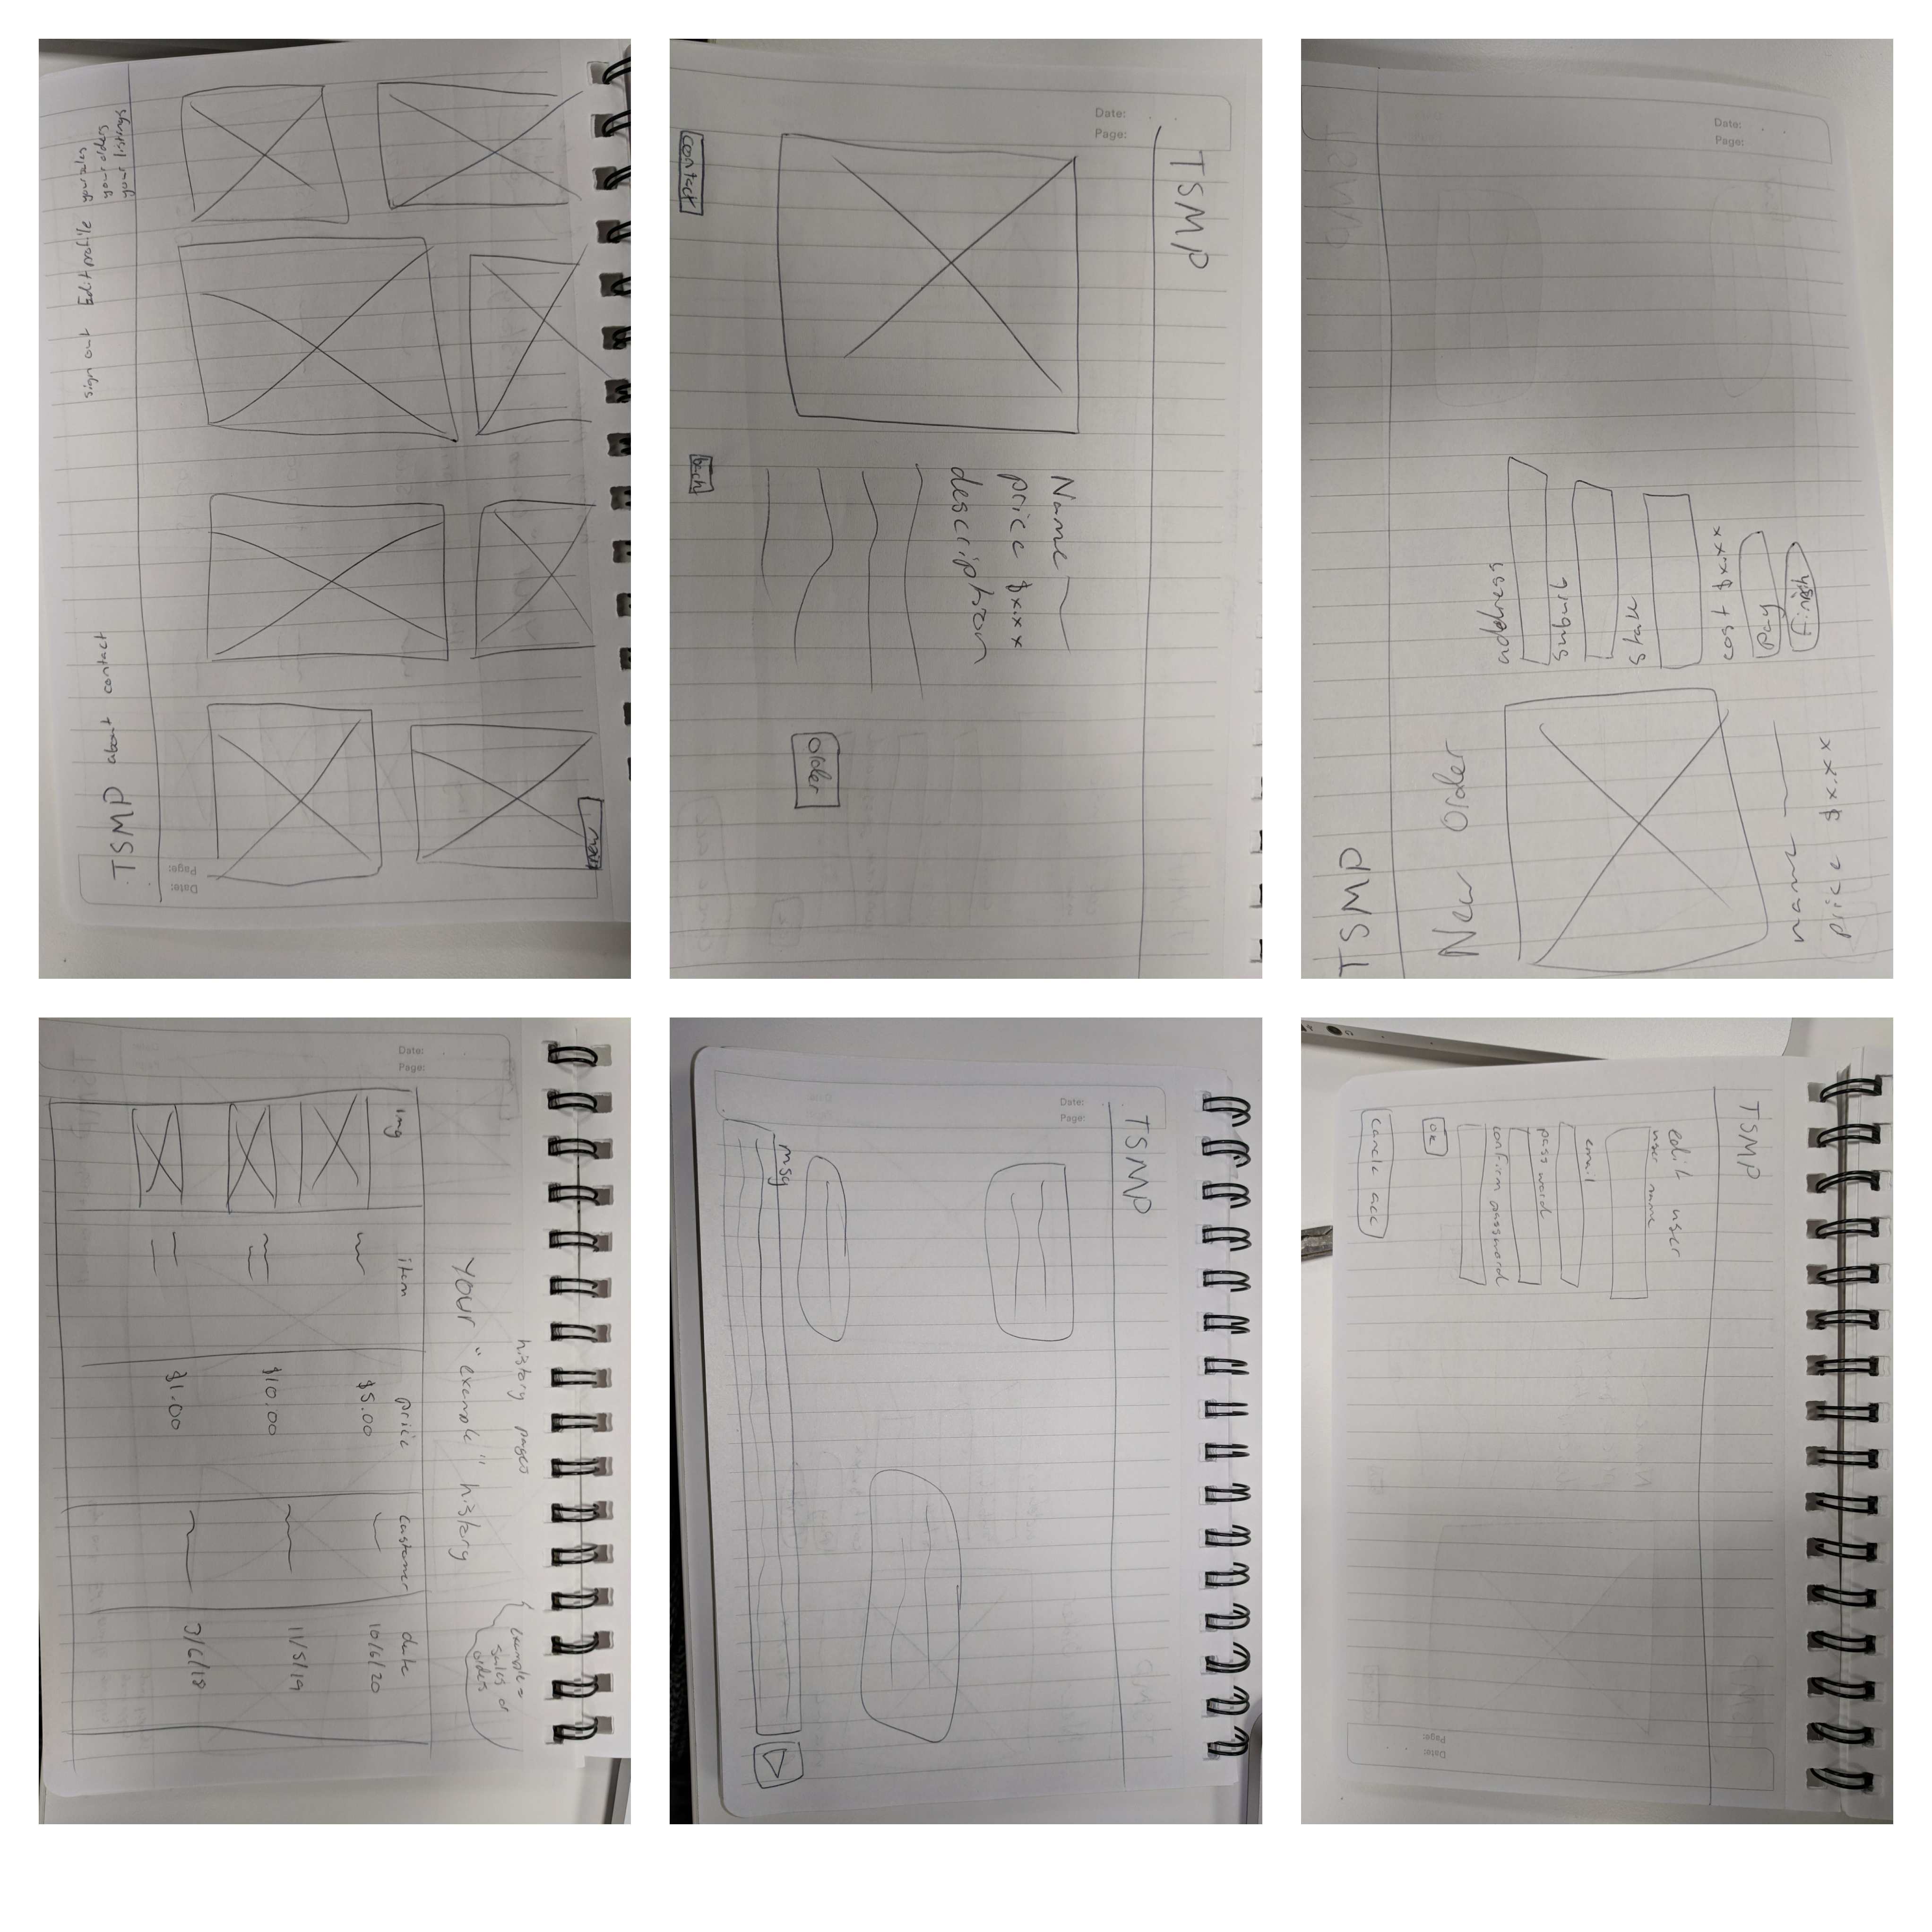 TSMP about contact sign out Edit profile your sales
your orders
your listings
new
Date:
Page:
Date:
Page:
TSMP
Name
price $x.xx
description
order
contact
back
Date:
Page:
TSMP
New Order
name
price $x.xx
address
suburb
state
cost $x.xx
pay
Finish
Date:
Page:
history pages
example =
sales or
orders
Your "example" history
img item price customer date
$5.00 10/6/20
$10.00 11/5/19
$1.00 3/6/18
Date:
Page:
TSMP
msg
TSMP
edit user
user name
email
password
confirm password
ok
Cancle acc
Date:
Page: